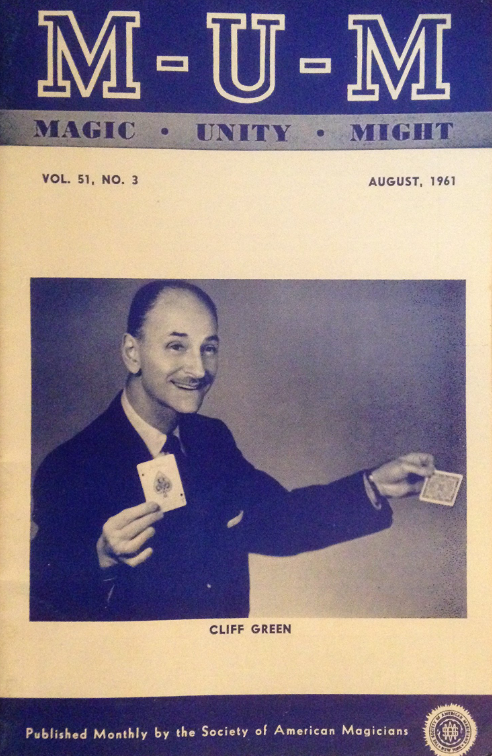 M-U-M
MAGIC • UNITY • MIGHT
VOL. 51, NO. 3
AUGUST, 1961
CLIFF GREEN
Published Monthly by the Society of American Magicians